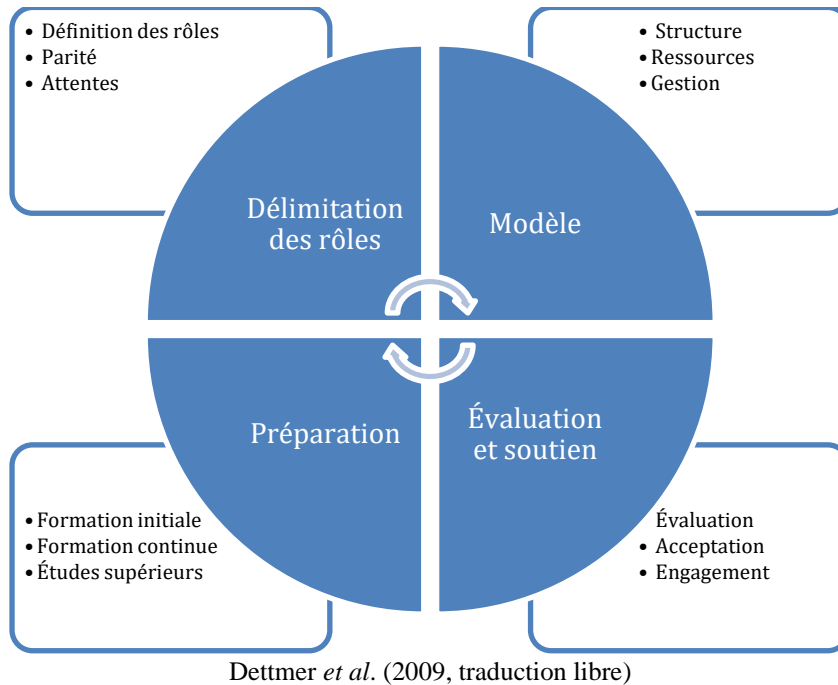 • Définition des rôles
• Parité
• Attentes
• Structure
• Ressources
• Gestion
Délimitation
des rôles
Modèle
Préparation
Évaluation
et soutien
• Formation initiale
• Formation continue
• Études supérieurs
Évaluation
• Acceptation
• Engagement
Dettmer et al. (2009, traduction libre)